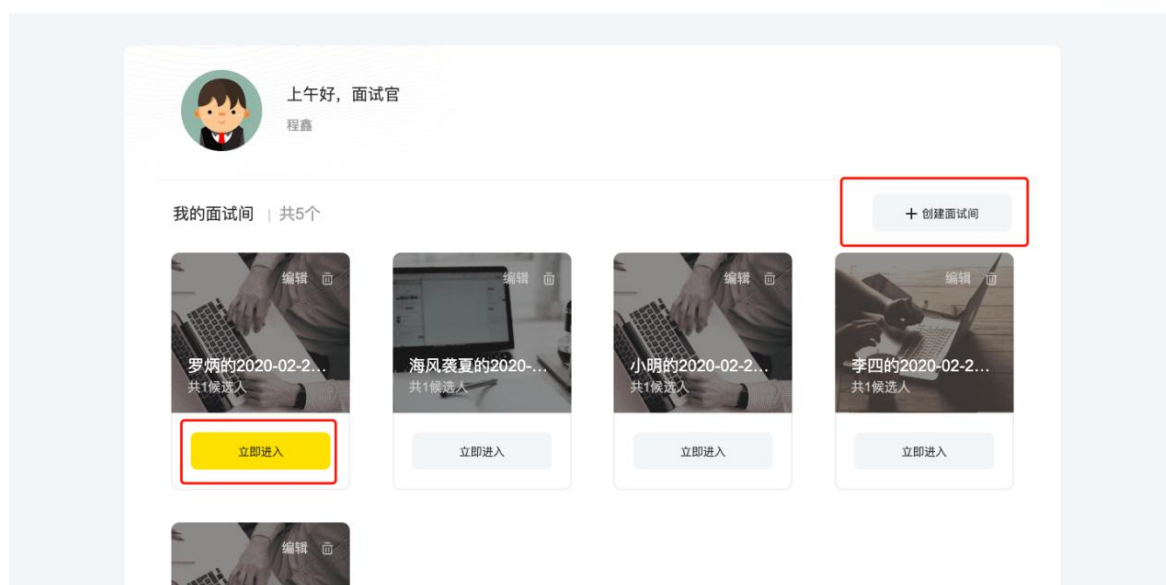 上午好，面试官
程鑫
我的面试间 | 共5个
+ 创建面试间
编辑
罗炳的2020-02-2...
共1候选人
立即进入
编辑
海风袭夏的2020-...
共1候选人
立即进入
编辑
小明的2020-02-2...
共1候选人
立即进入
编辑
李四的2020-02-2...
共1候选人
立即进入
编辑